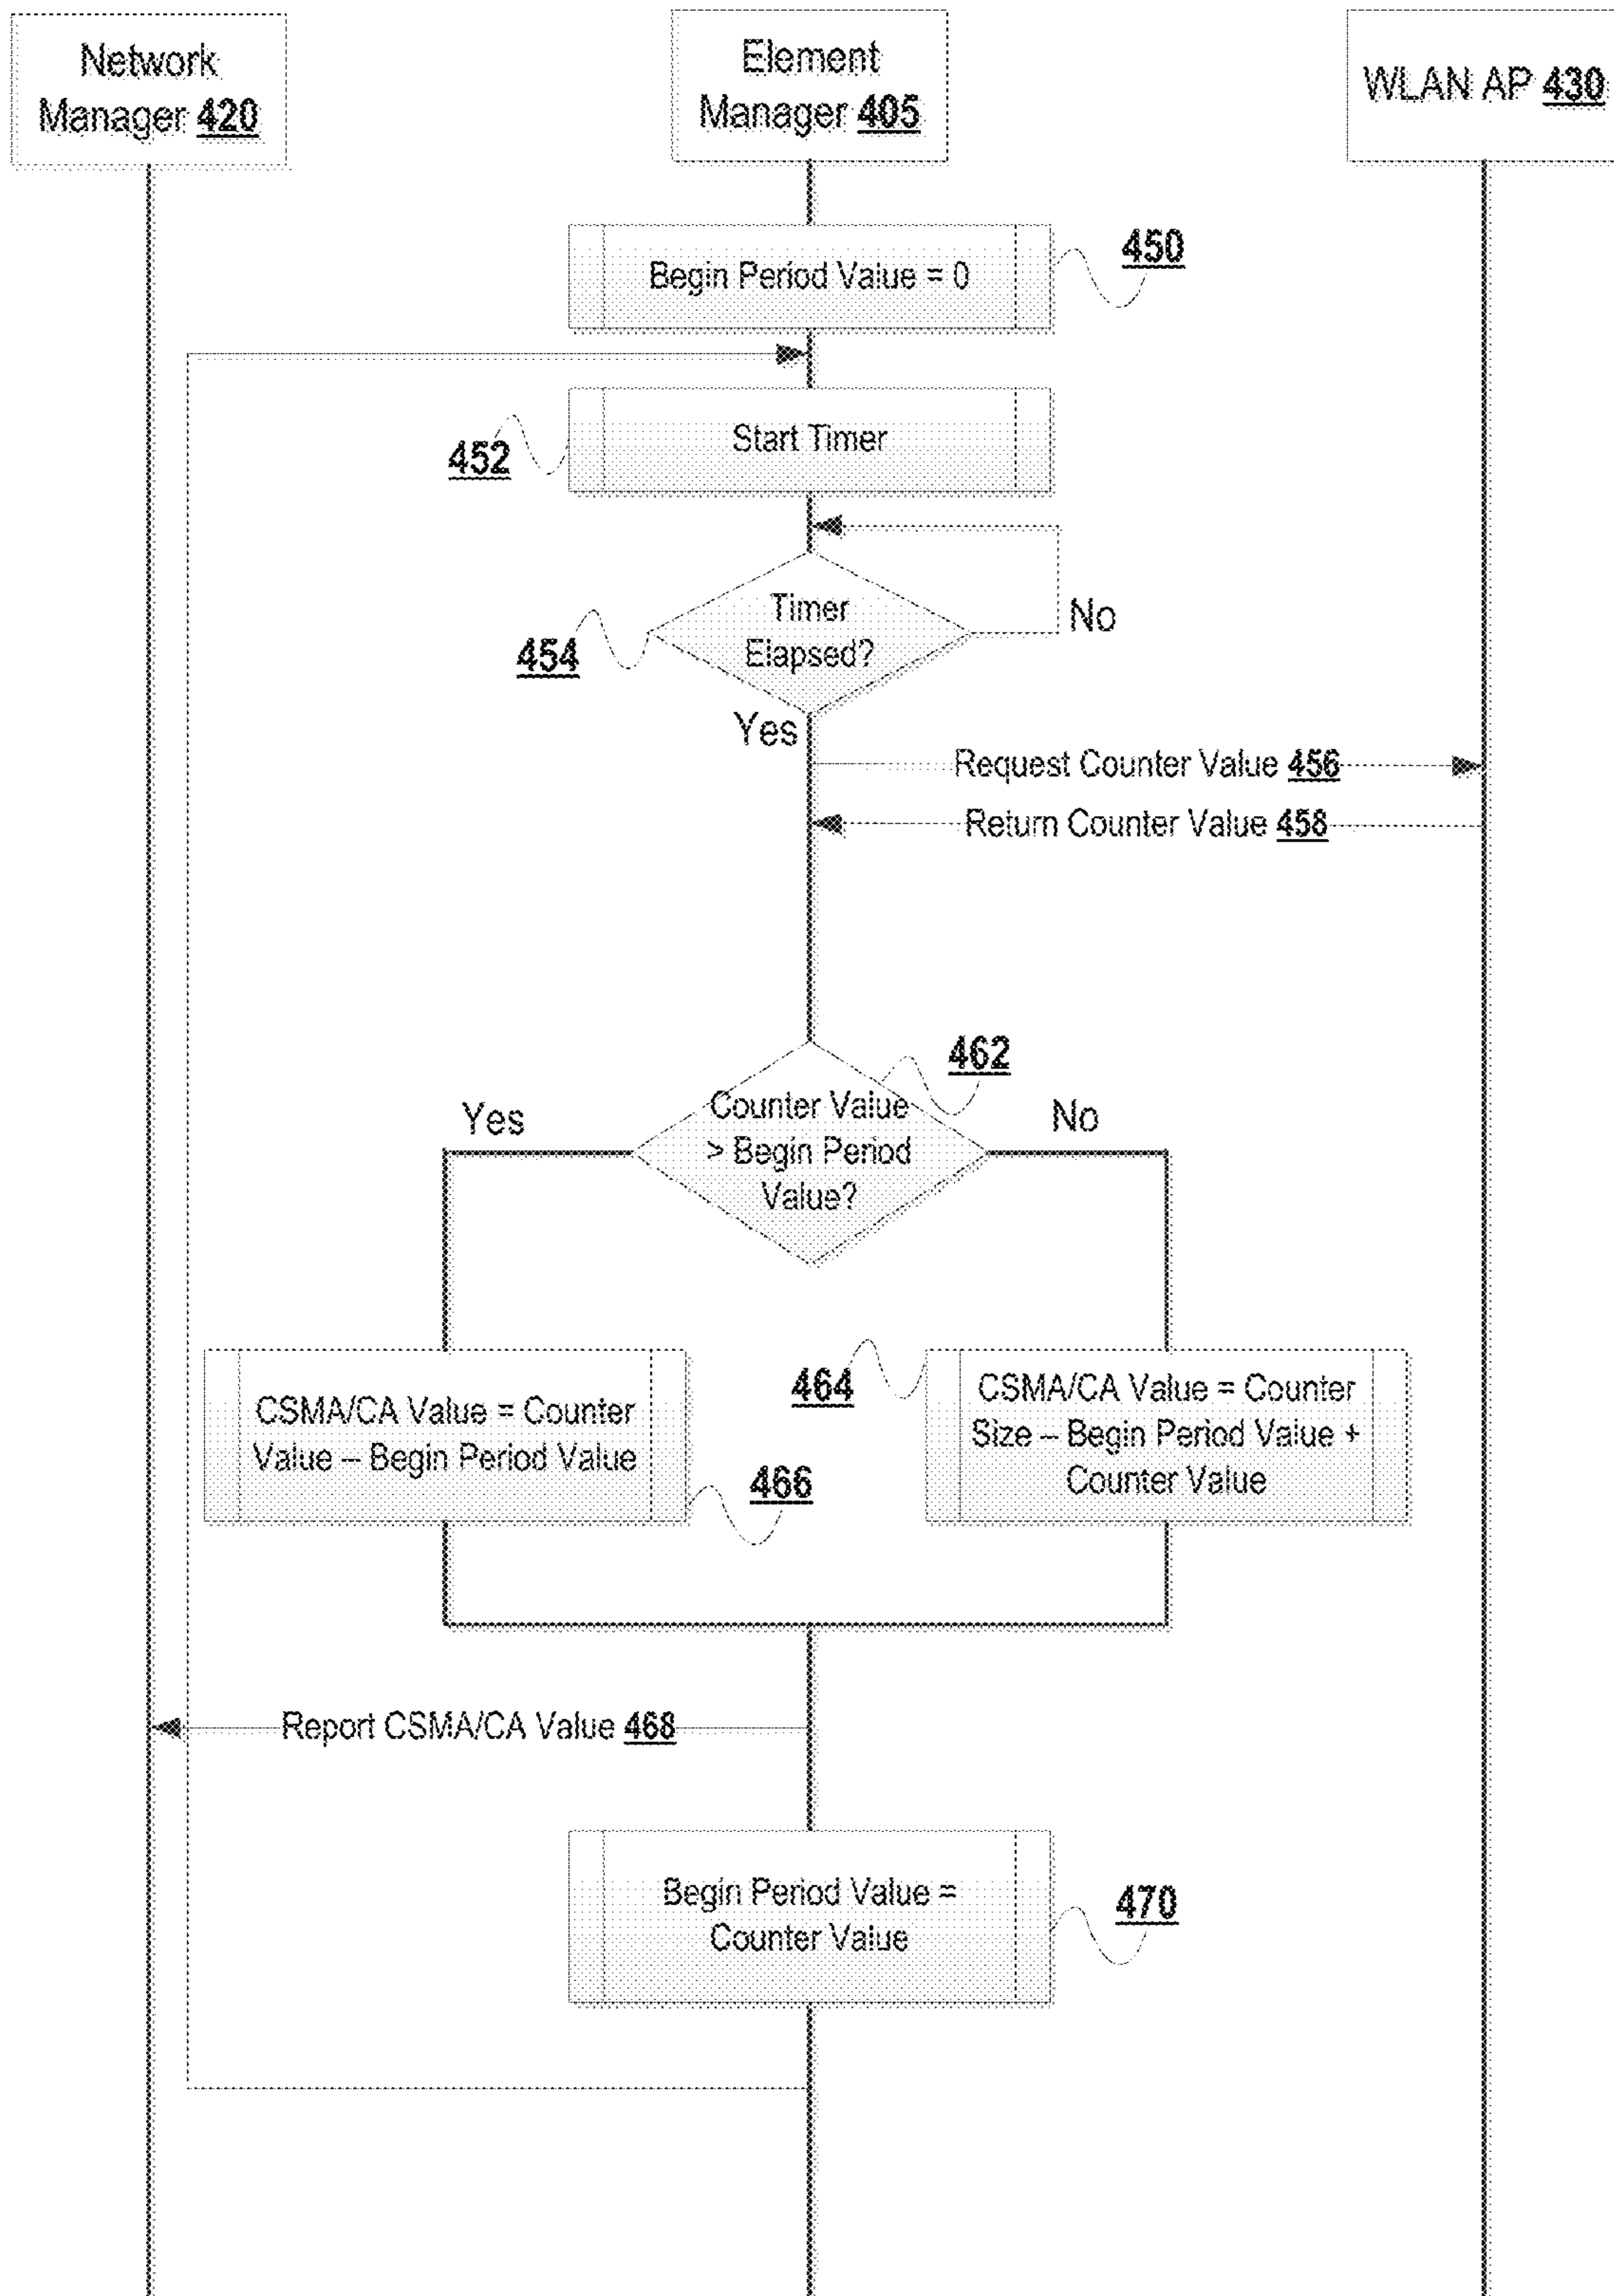 Network
Manager 420
Element
Manager 405
WLAN AP 430
Begin Period Value = 0
450
Start Timer
452
Timer
Elapsed?
454
No
Yes
Request Counter Value 456
Return Counter Value 458
462
Counter Value
> Begin Period
Value?
Yes
No
CSMA/CA Value = Counter
Value – Begin Period Value
466
464
CSMA/CA Value = Counter
Size – Begin Period Value +
Counter Value
Report CSMA/CA Value 468
Begin Period Value =
Counter Value
470